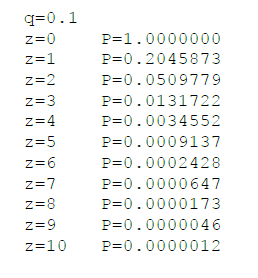 q=0.1
z=0 P=1.0000000
z=1 P=0.2045873
z=2 P=0.0509779
z=3 P=0.0131722
z=4 P=0.0034552
z=5 P=0.0009137
z=6 P=0.0002428
z=7 P=0.0000647
z=8 P=0.0000173
z=9 P=0.0000046
z=10 P=0.0000012